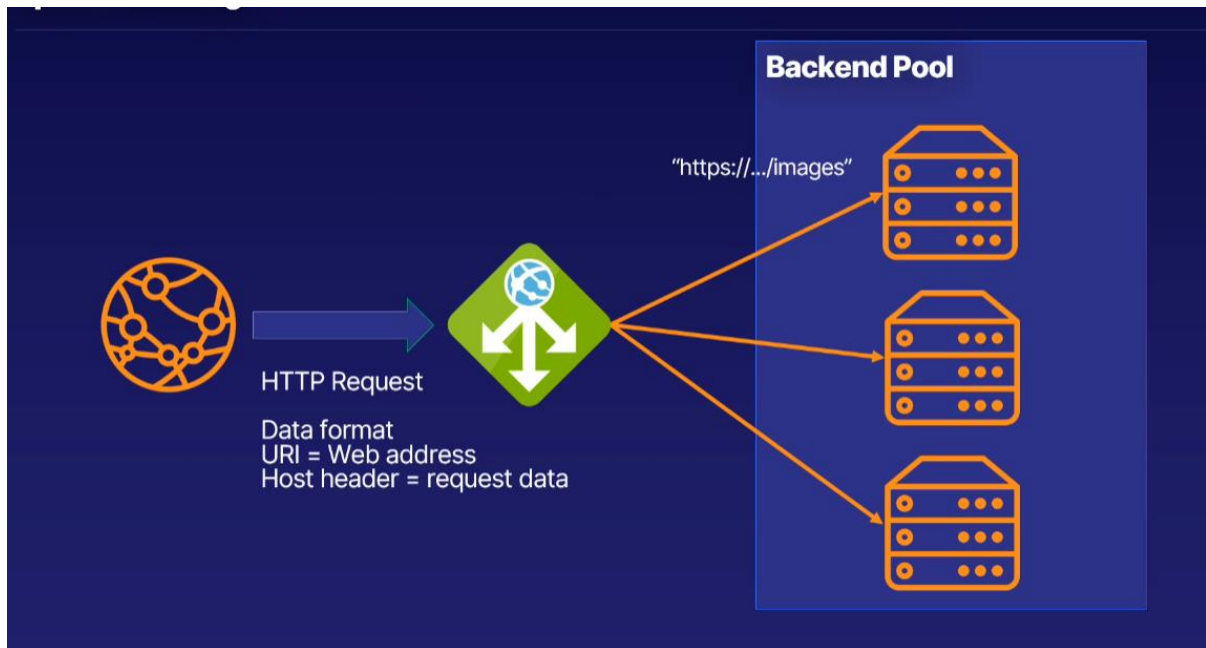 Backend Pool
“https://.../images”
HTTP Request
Data format
URI = Web address
Host header = request data